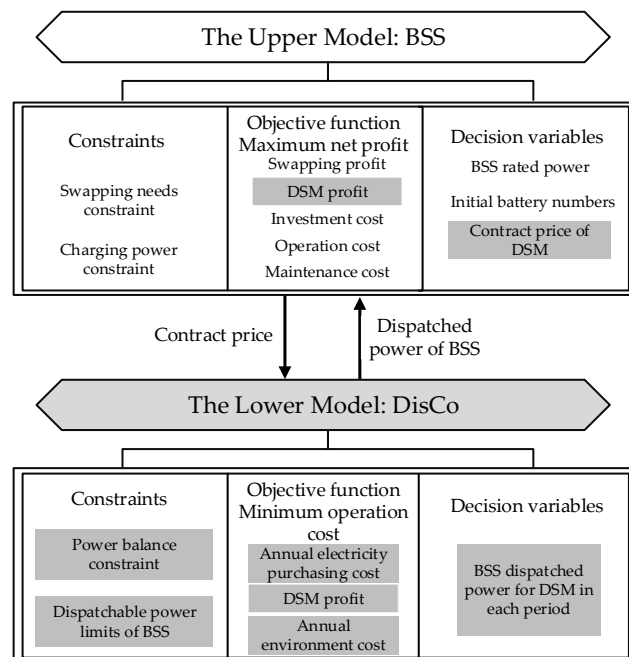 The Upper Model: BSS
Constraints
Swapping needs
constraint
Charging power
constraint
Objective function
Maximum net profit
Swapping profit
DSM profit
Investment cost
Operation cost
Maintenance cost
Decision variables
BSS rated power
Initial battery numbers
Contract price of
DSM
Contract price
Dispatched
power of BSS
The Lower Model: DisCo
Constraints
Power balance
constraint
Dispatchable power
limits of BSS
Objective function
Minimum operation
cost
Annual electricity
purchasing cost
DSM profit
Annual
environment cost
Decision variables
BSS dispatched
power for DSM in
each period